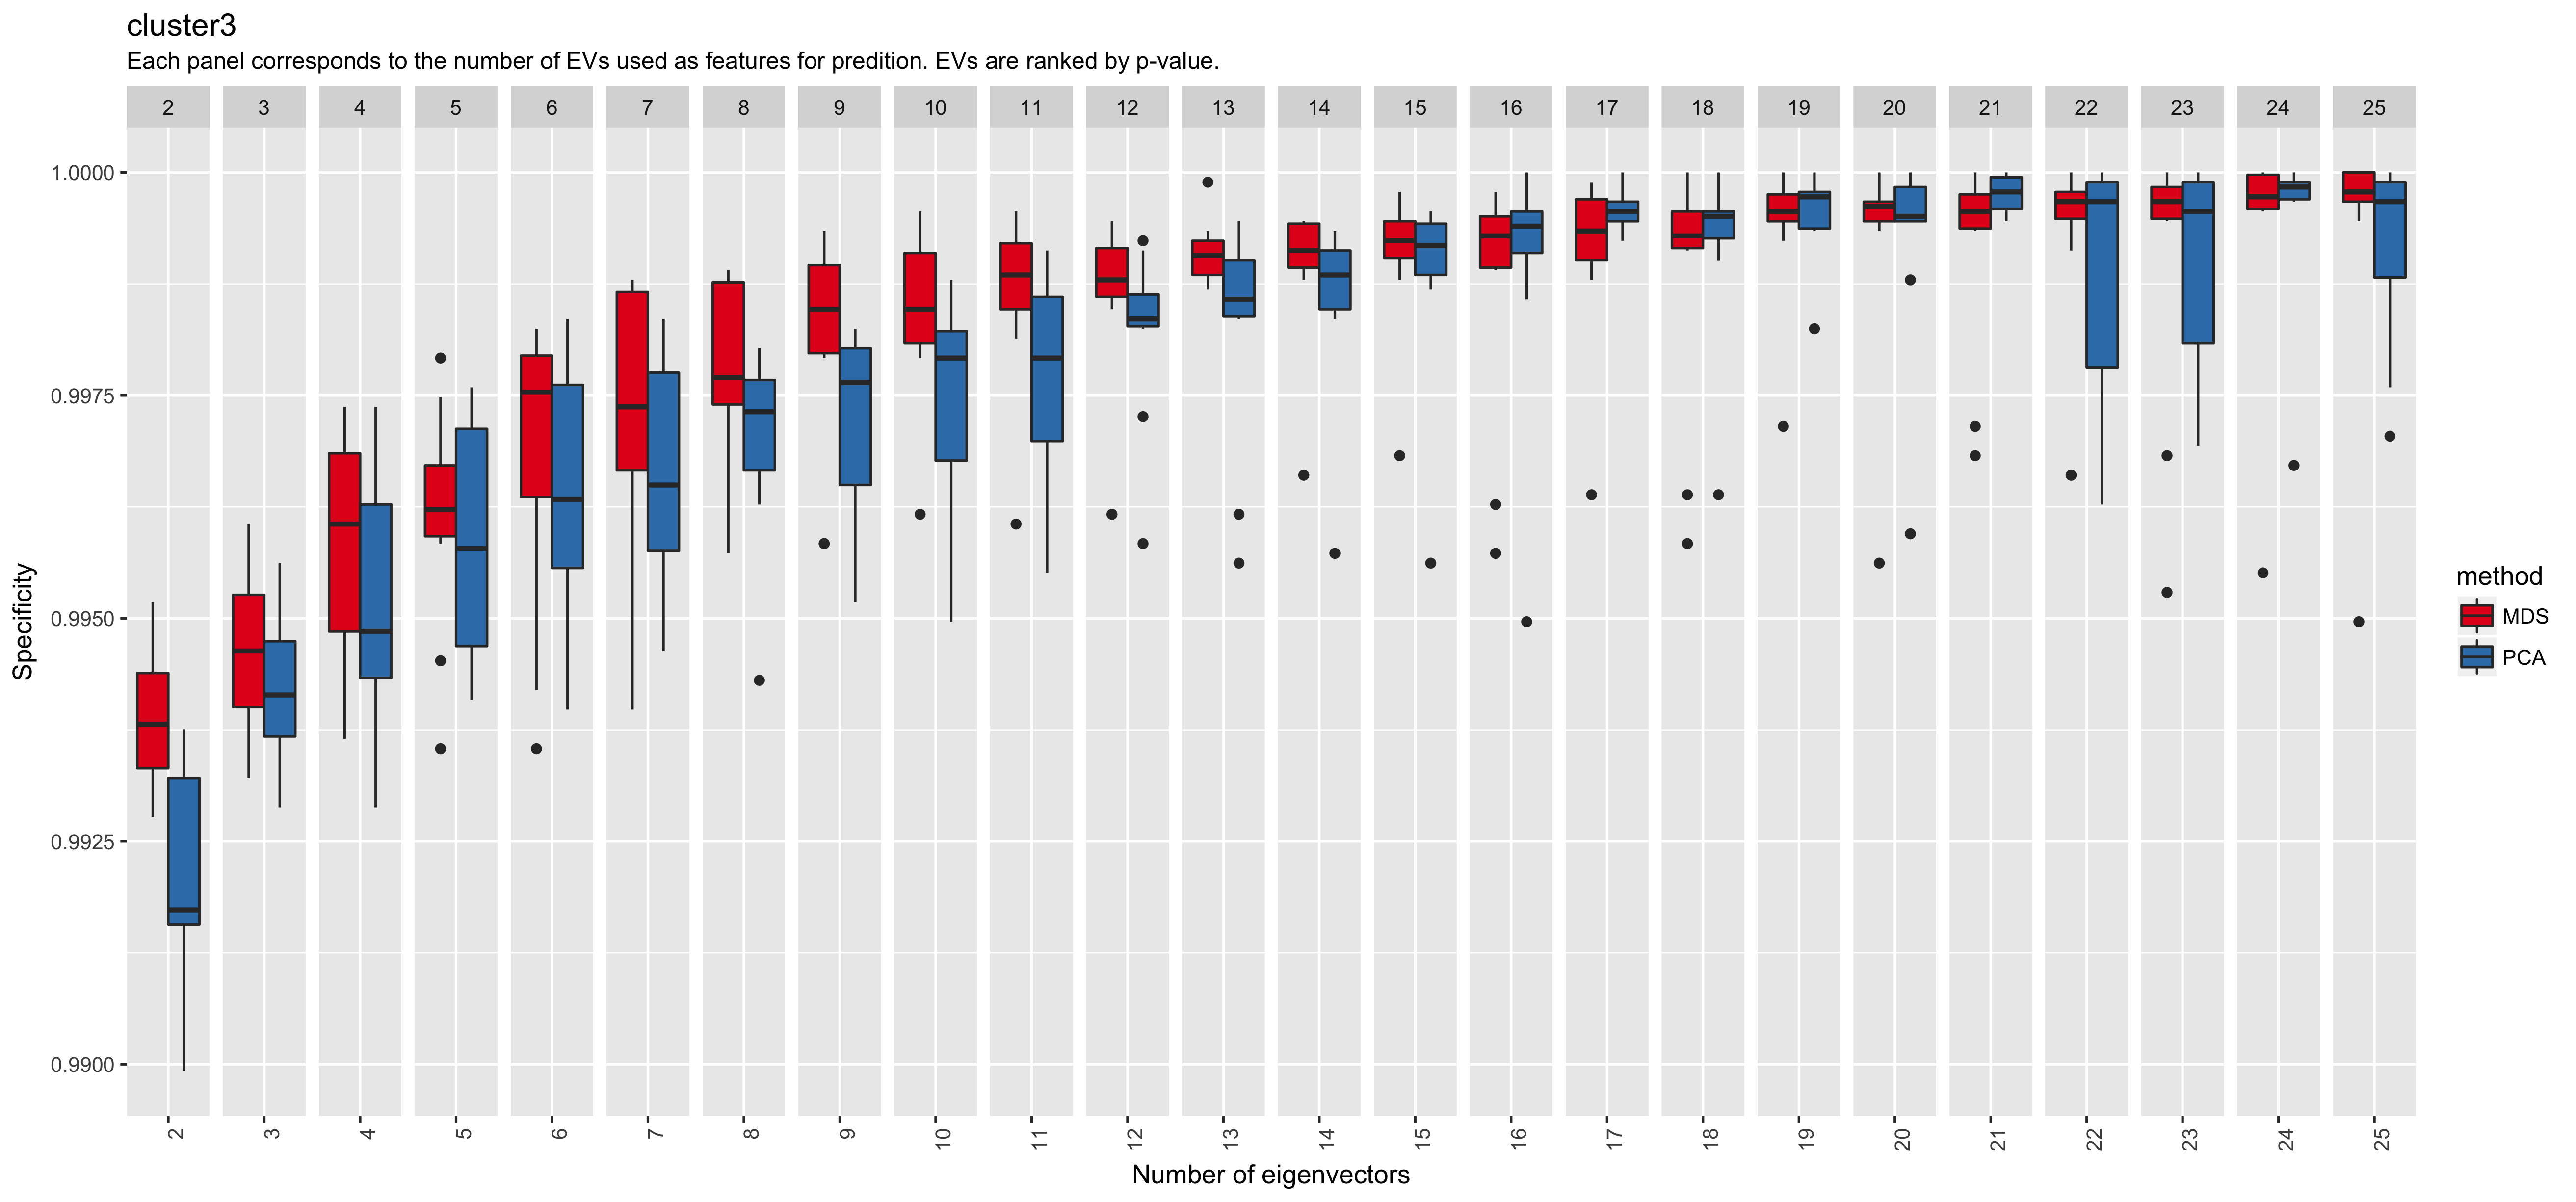 cluster3
Each panel corresponds to the number of EVs used as features for predition. EVs are ranked by p-value.
2 3 4 5 6 7 8 9 10 11 12 13 14 15 16 17 18 19 20 21 22 23 24 25
1.0000
0.9975
0.9950
0.9925
0.9900
Specificity
2 3 4 5 6 7 8 9 10 11 12 13 14 15 16 17 18 19 20 21 22 23 24 25
Number of eigenvectors
method
MDS
PCA